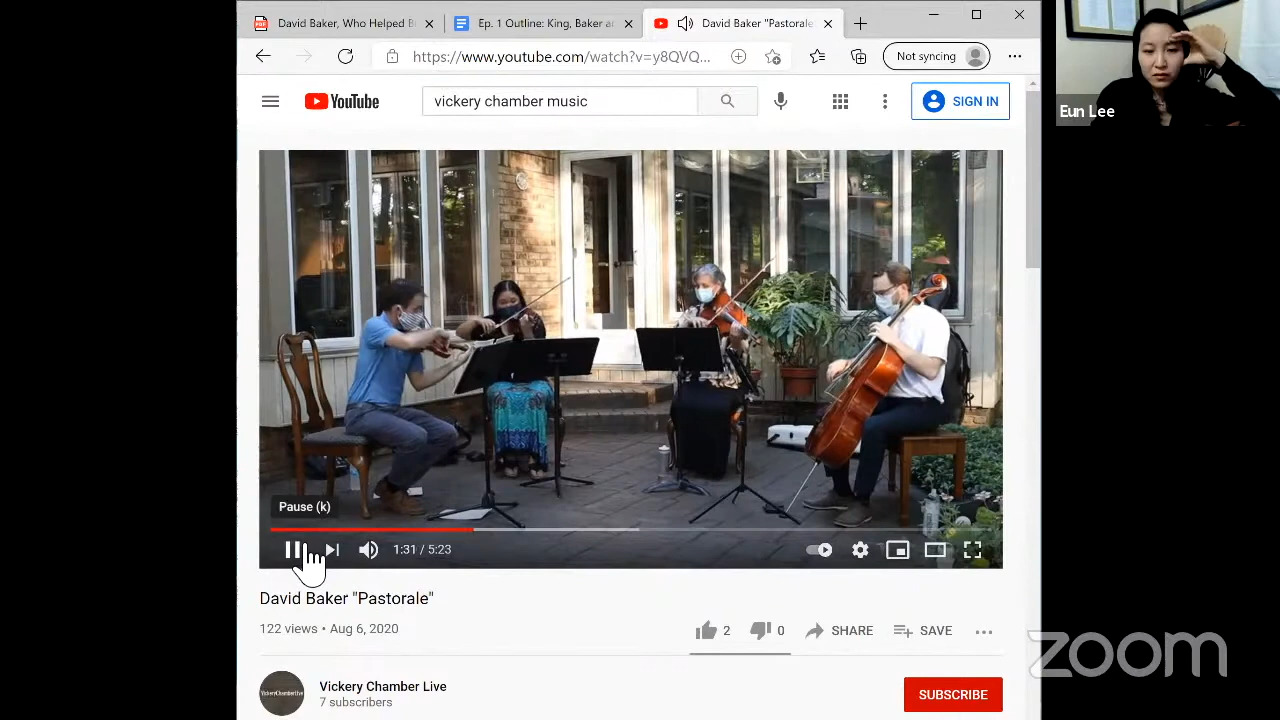 David Baker, Who Helped B
Ep. 1 Outline: King, Baker a
David Baker "Pastorale"
https://www.youtube.com/watch?v=y8QVQ...
Not syncing
YouTube
vickery chamber music
SIGN IN
Eun Lee
Pause (k)
1:31 / 5:23
David Baker "Pastorale"
122 views • Aug 6, 2020
2
0
SHARE
SAVE
VickeryChamberLive
Vickery Chamber Live
7 subscribers
SUBSCRIBE
zoom